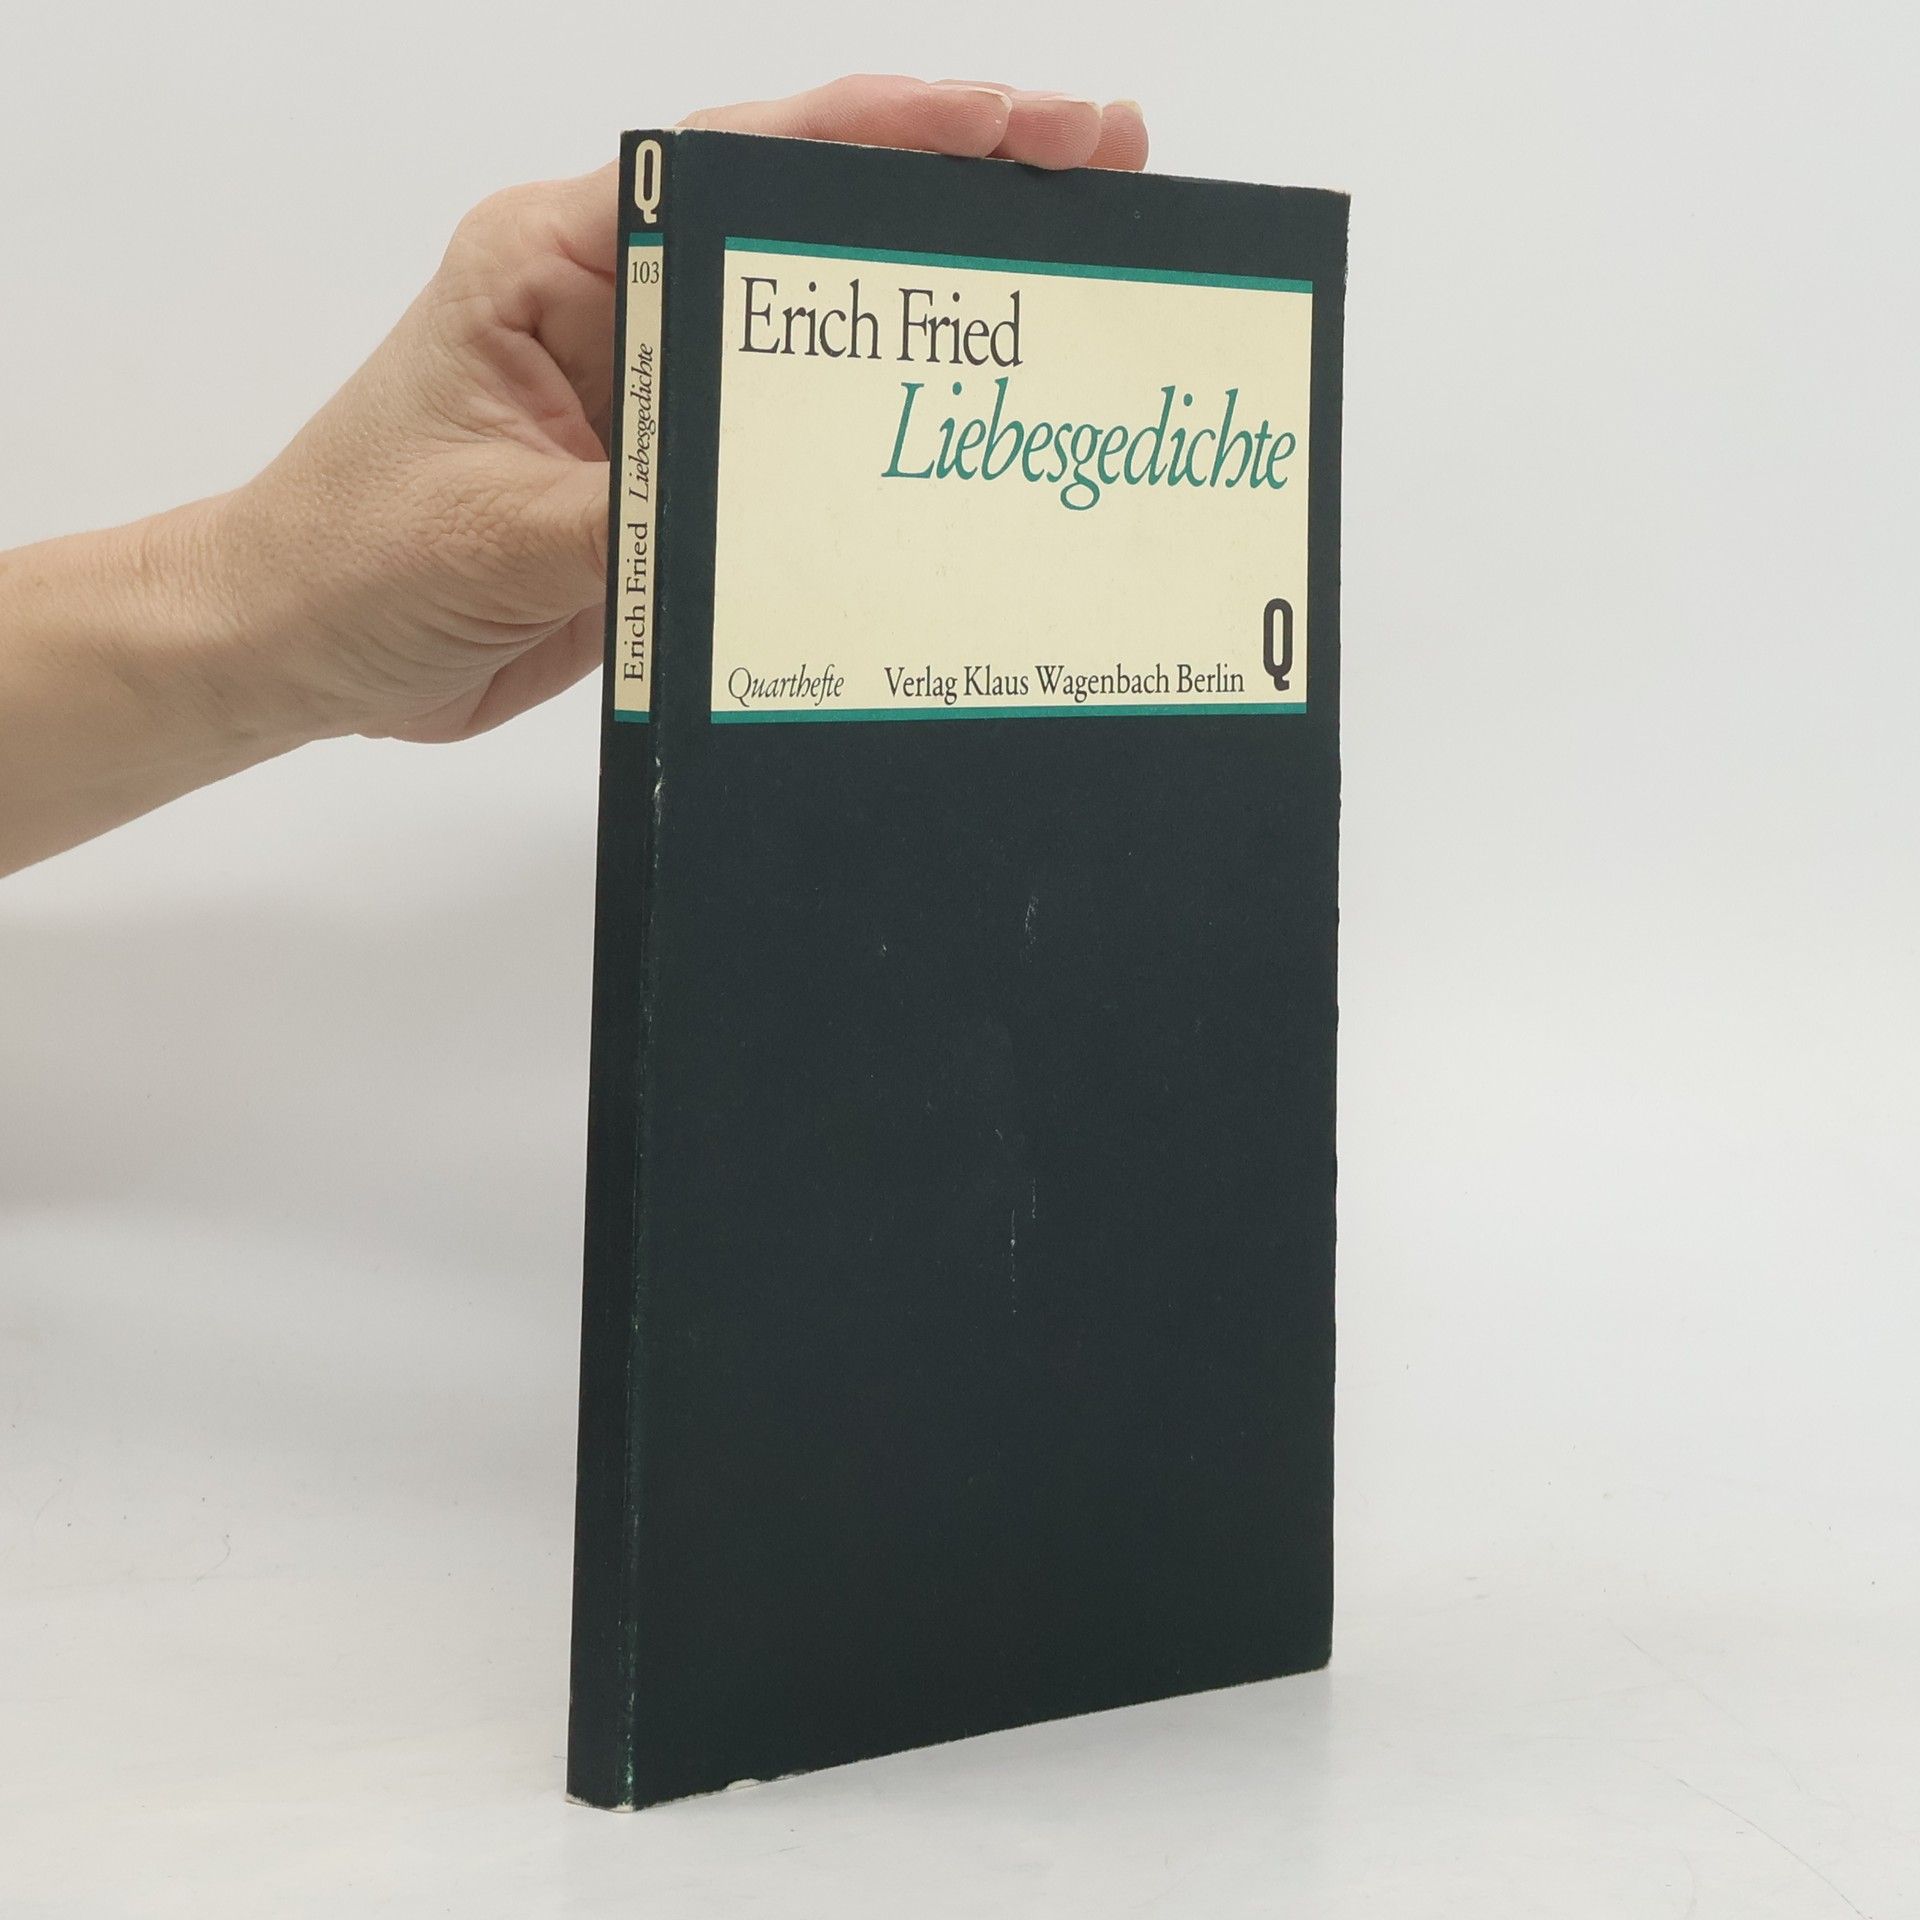 Q
103
Erich Fried Liebesgedichte
Erich Fried
Liebesgedichte
Q
Quarthefte Verlag Klaus Wagenbach Berlin